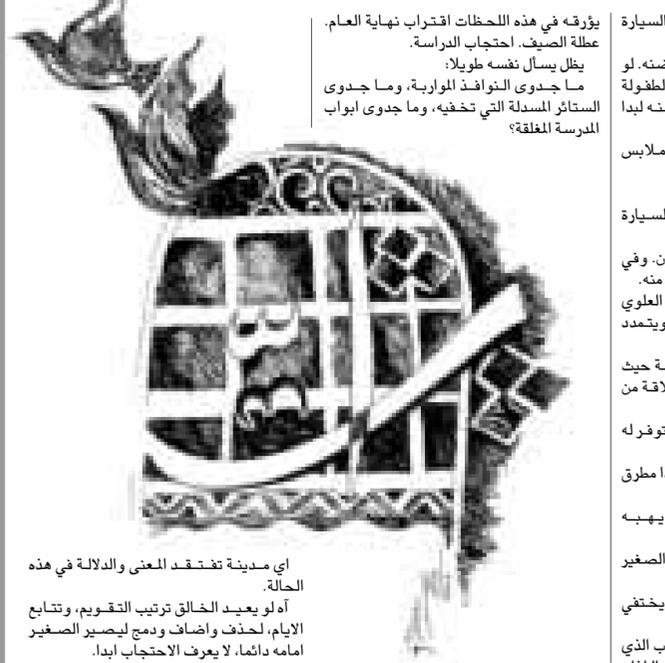 يؤرقه في هذه اللحظات اقتراب نهاية العام.
عطلة الصيف. احتجاب الدراسة.
يظل يسأل نفسه طويلا:
ما جدوى النوافذ المواربة، وما جدوى
الستائر المسدلة التي تخفيه، وما جدوى ابواب
المدرسة المغلقة؟
اي مدينة تفتقد المعنى والدلالة في هذه
الحالة.
آه لو يعيد الخالق ترتيب التقويم، وتتابع
الايام، لحذف واضاف ودمج ليصير الصغير
امامه دائما، لا يعرف الاحتجاب ابدا.
السيارة
لو
لطفولة
لبدا
ملابس
لسيارة
ن. وفي
منه.
العلوي
ويتمدد
ة حيث
لاقة من
توفر له
ا مطرق
يهبه
الصغير
يختفي
ب الذي